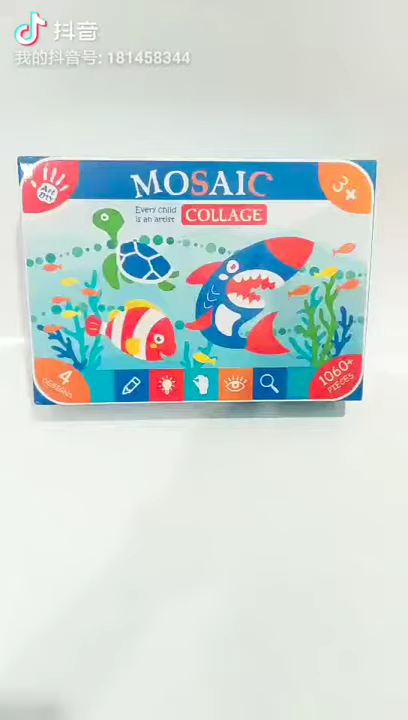 抖音
我的抖音号: 181458344
Art
DIY
MOSAIC
3+
Every child
is an artist
COLLAGE
4
DESIGNS
1060+
PIECES